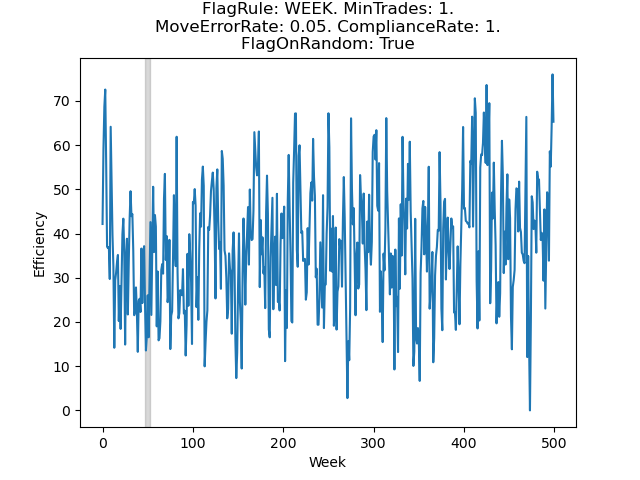 FlagRule: WEEK. MinTrades: 1.
MoveErrorRate: 0.05. ComplianceRate: 1.
FlagOnRandom: True
Efficiency
70
60
50
40
30
20
10
0
0 100 200 300 400 500
Week